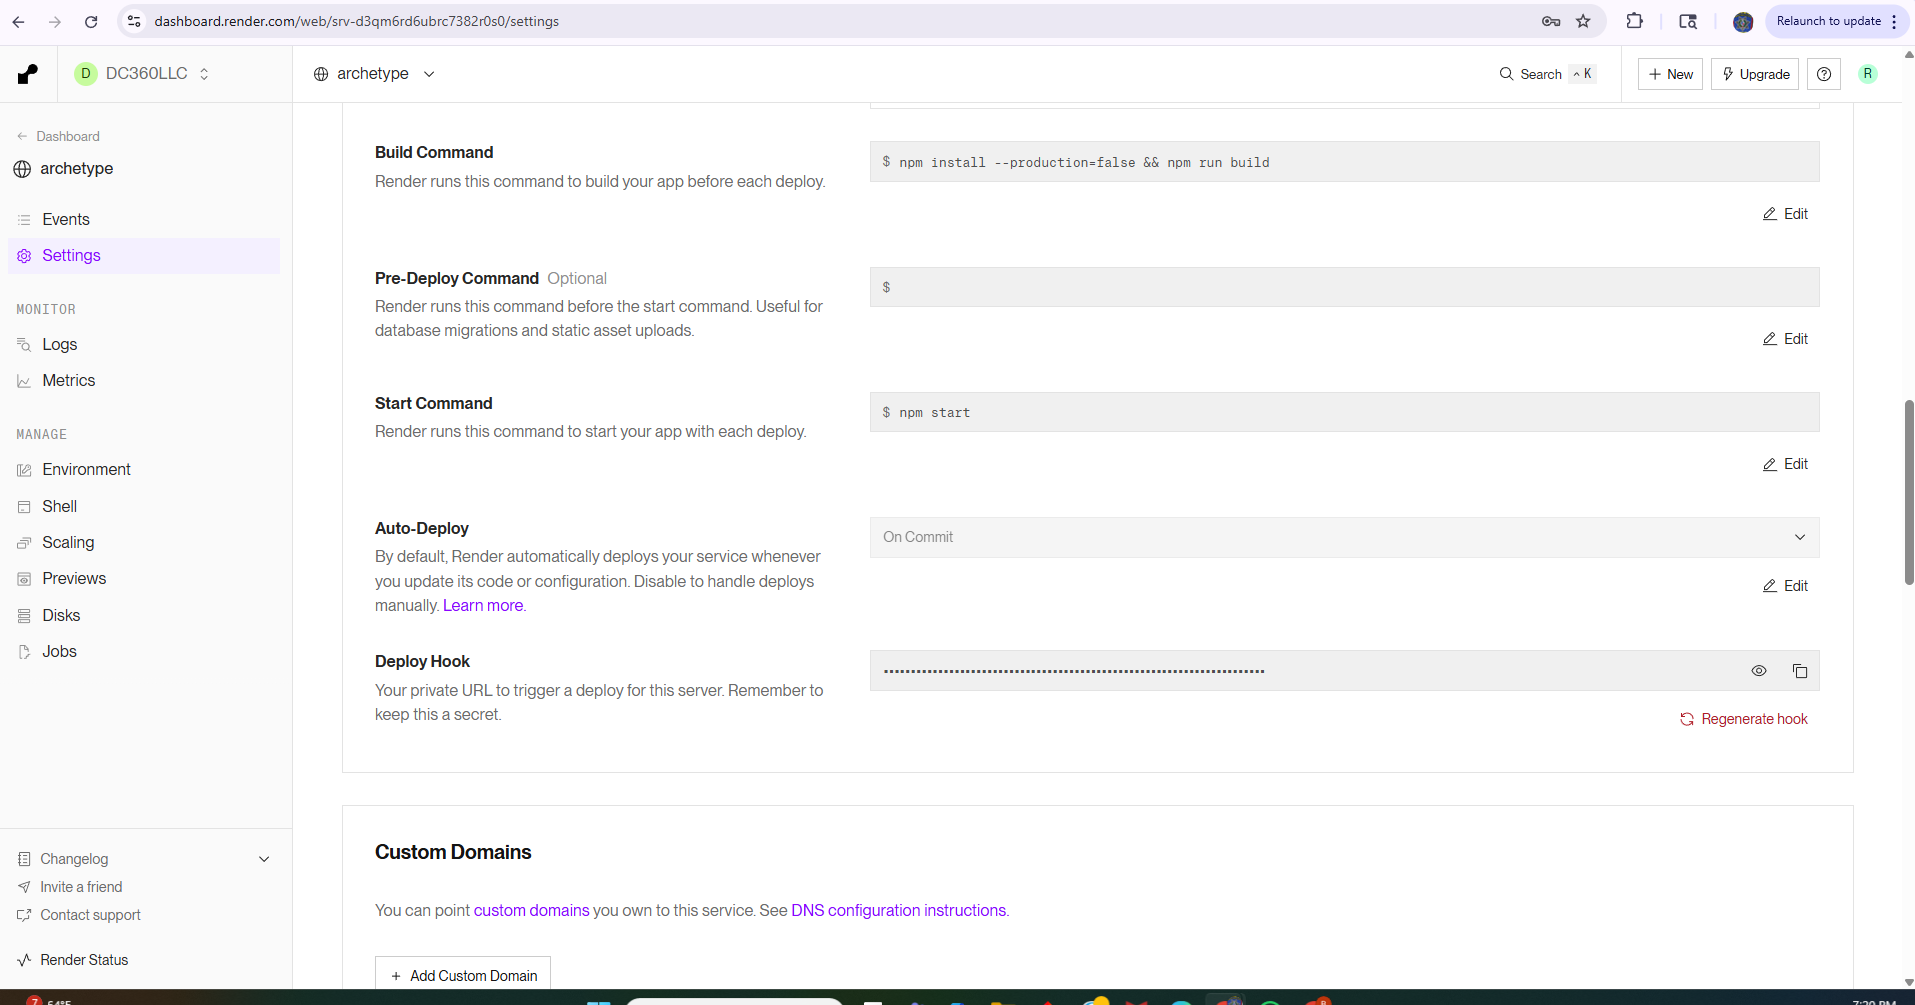 dashboard.render.com/web/srv-d3qm6rd6ubrc7382r0s0/settings
Relaunch to update
D DC360LLC
archetype
Search
K
+ New
Upgrade
R
← Dashboard
archetype
Events
Settings
MONITOR
Logs
Metrics
MANAGE
Environment
Shell
Scaling
Previews
Disks
Jobs
Changelog
Invite a friend
Contact support
Render Status
Build Command
Render runs this command to build your app before each deploy.
$ npm install --production=false && npm run build
Edit
Pre-Deploy Command Optional
Render runs this command before the start command. Useful for
database migrations and static asset uploads.
$
Edit
Start Command
Render runs this command to start your app with each deploy.
$ npm start
Edit
Auto-Deploy
By default, Render automatically deploys your service whenever
you update its code or configuration. Disable to handle deploys
manually. Learn more.
On Commit
Edit
Deploy Hook
Your private URL to trigger a deploy for this server. Remember to
keep this a secret.
Regenerate hook
Custom Domains
You can point custom domains you own to this service. See DNS configuration instructions.
+ Add Custom Domain
7